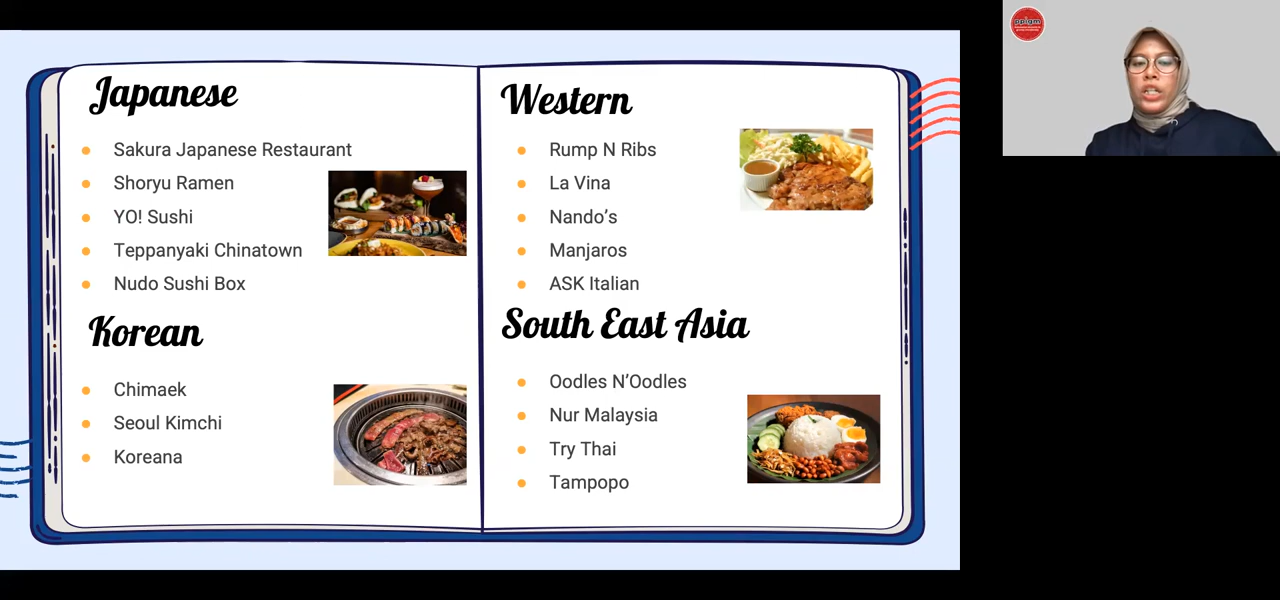 Japanese
Sakura Japanese Restaurant
Shoryu Ramen
YO! Sushi
Teppanyaki Chinatown
Nudo Sushi Box
Korean
Chimaek
Seoul Kimchi
Koreana
Western
Rump N Ribs
La Vina
Nando’s
Manjaros
ASK Italian
South East Asia
Oodles N’Oodles
Nur Malaysia
Try Thai
Tampopo
ppigm